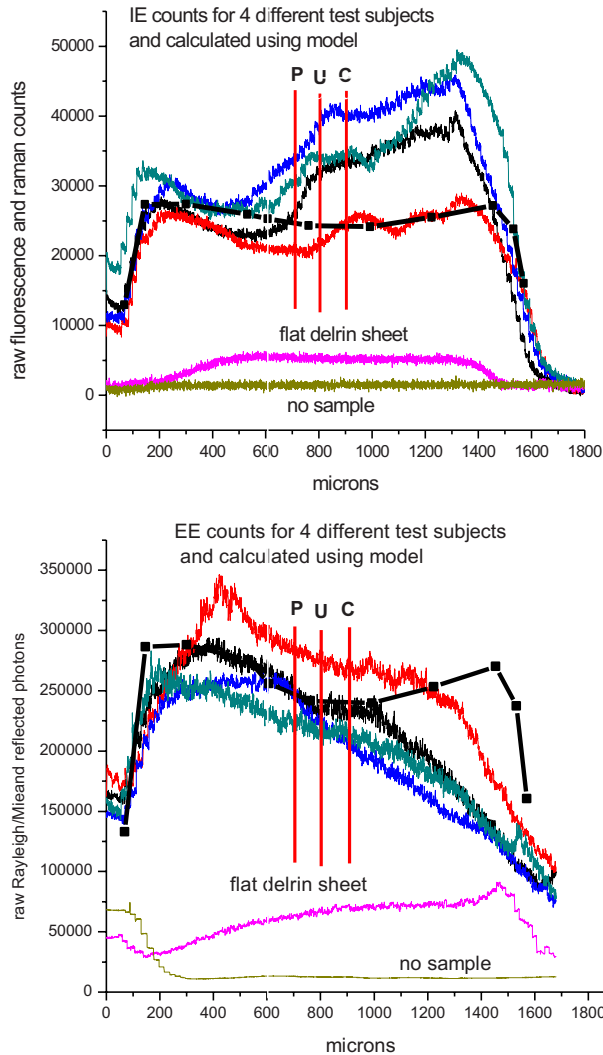 IE counts for 4 different test subjects
and calculated using model
50000
40000
30000
20000
10000
0
raw fluorescence and raman counts
P U C
flat delrin sheet
no sample
0 200 400 600 800 1000 1200 1400 1600 1800
microns
EE counts for 4 different test subjects
and calculated using model
350000
300000
250000
200000
150000
100000
50000
0
raw Rayleigh/Mieand reflected photons
P U C
flat delrin sheet
no sample
0 200 400 600 800 1000 1200 1400 1600 1800
microns